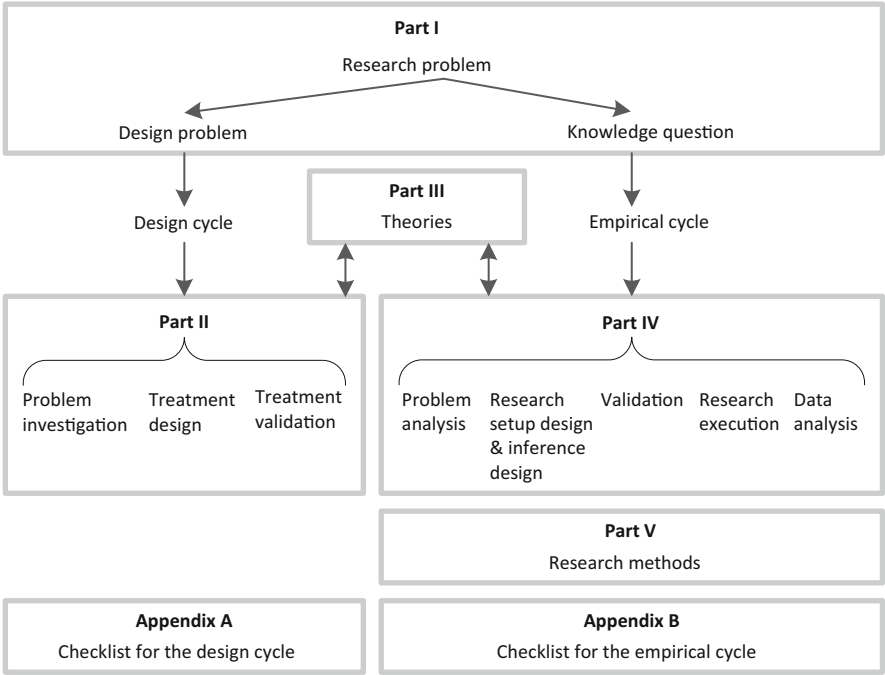 Part I
Research problem
Design problem
Knowledge question
Part III
Theories
Design cycle
Empirical cycle
Part II
Problem
investigation
Treatment
design
Treatment
validation
Part IV
Problem
analysis
Research
setup design
& inference
design
Validation
Research
execution
Data
analysis
Part V
Research methods
Appendix A
Checklist for the design cycle
Appendix B
Checklist for the empirical cycle